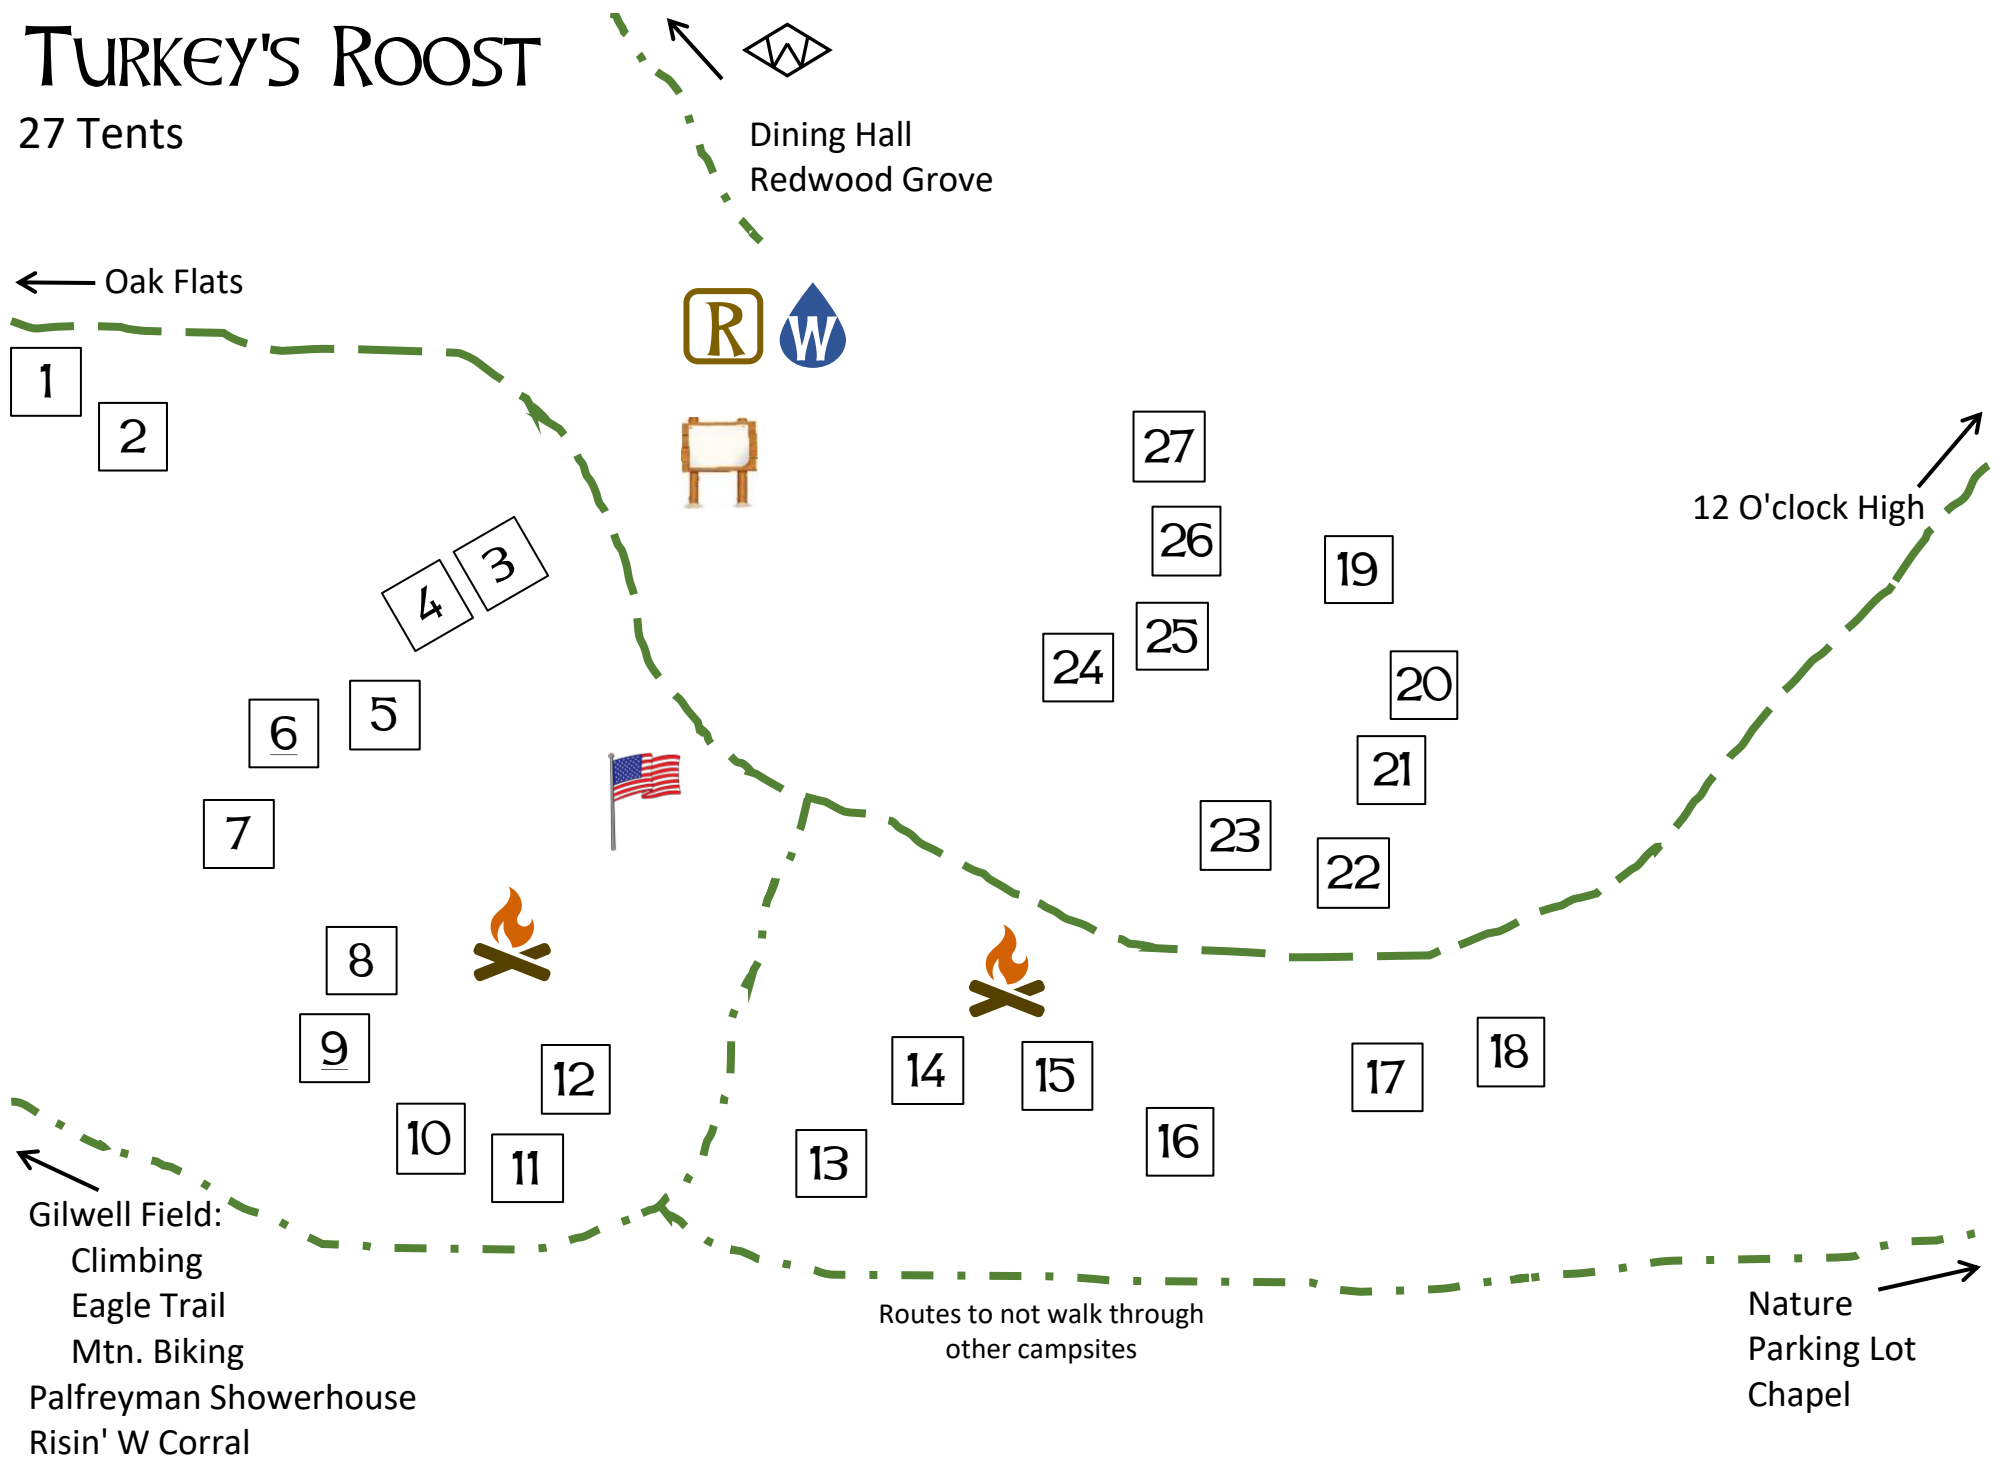 TURKEY'S ROOST
27 Tents
W
Dining Hall
Redwood Grove
Oak Flats
R
W
1
2
3
4
5
6
7
8
9
10
11
12
13
14
15
16
17
18
19
20
21
22
23
24
25
26
27
12 O'clock High
Gilwell Field:
Climbing
Eagle Trail
Mtn. Biking
Palfreyman Showerhouse
Risin' W Corral
Routes to not walk through
other campsites
Nature
Parking Lot
Chapel